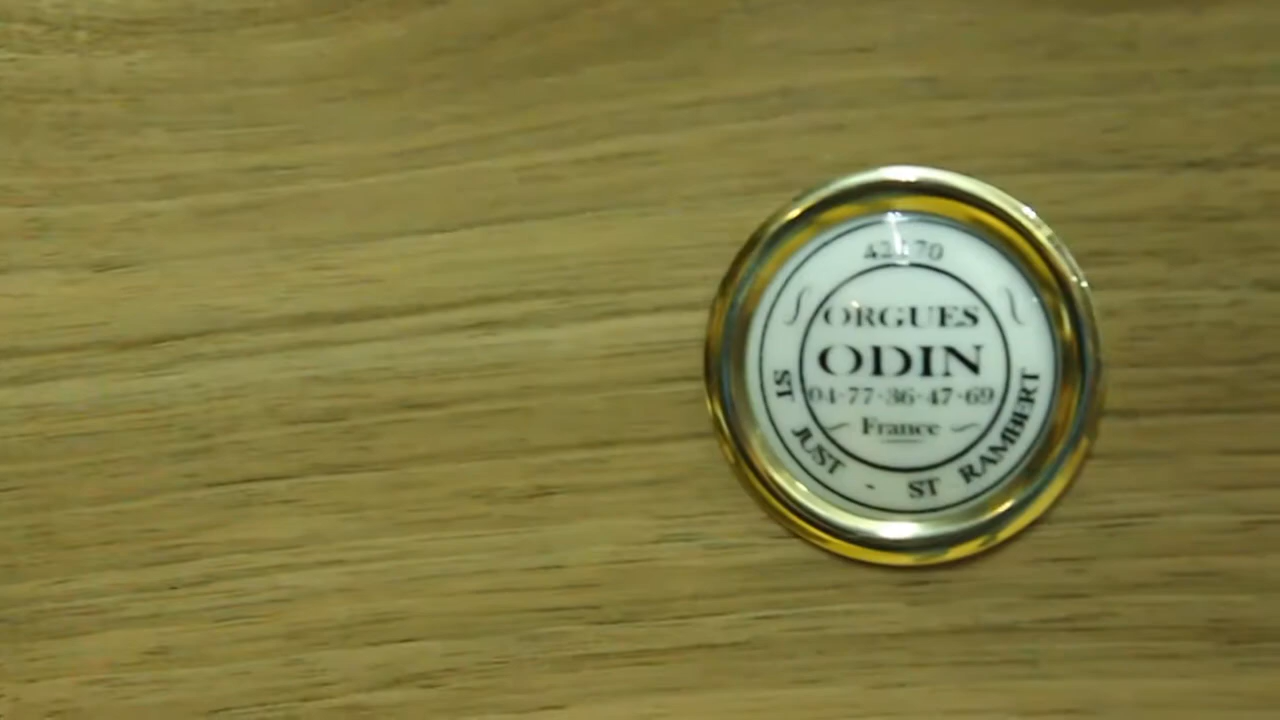 42170
ORGUES
ODIN
04-77-36-47-69
France
ST JUST - ST RAMBERT